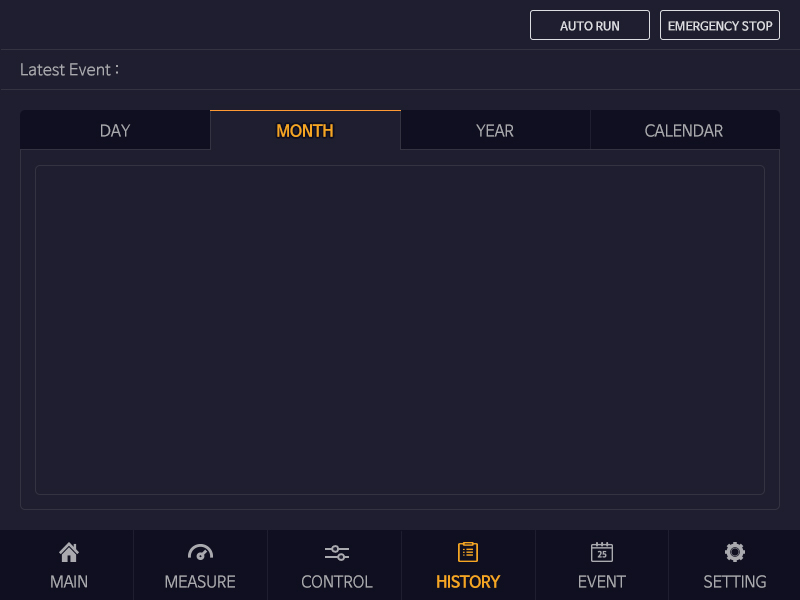 AUTO RUN
EMERGENCY STOP
Latest Event :
DAY
MONTH
YEAR
CALENDAR
25
MAIN
MEASURE
CONTROL
HISTORY
EVENT
SETTING